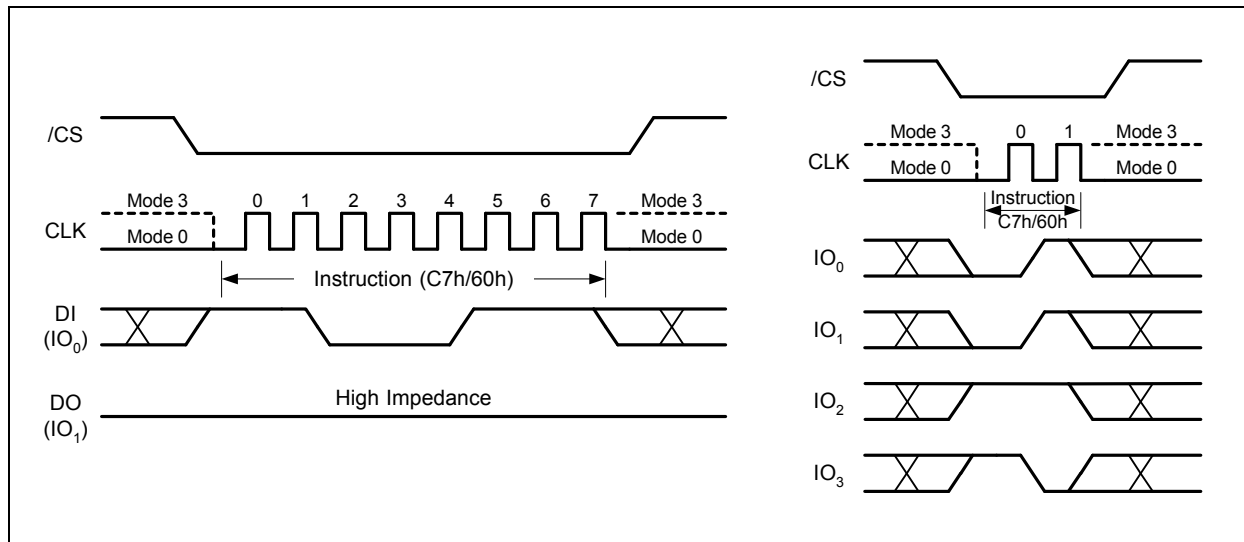 /CS
Mode 3
0 1 2 3 4 5 6 7
Mode 3
CLK
Mode 0
Mode 0
Instruction (C7h/60h)
DI
(IO0)
High Impedance
DO
(IO1)
/CS
Mode 3
0 1
Mode 3
CLK
Mode 0
Mode 0
Instruction
C7h/60h
IO0
IO1
IO2
IO3